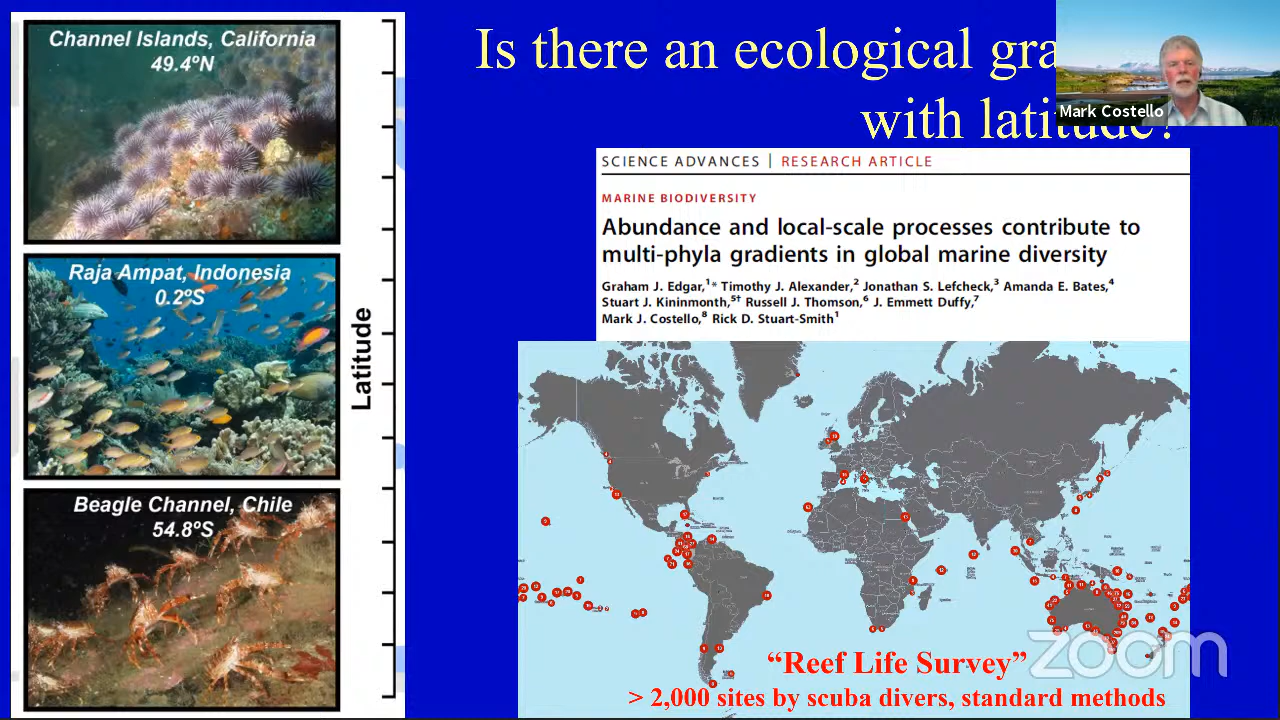 Channel Islands, California
49.4ºN
Raja Ampat, Indonesia
0.2ºS
Beagle Channel, Chile
54.8ºS
Latitude
Is there an ecological
with latitude?
Mark Costello
SCIENCE ADVANCES | RESEARCH ARTICLE
MARINE BIODIVERSITY
Abundance and local-scale processes contribute to
multi-phyla gradients in global marine diversity
Graham J. Edgar,¹* Timothy J. Alexander,² Jonathan S. Lefcheck,³ Amanda E. Bates,⁴
Stuart J. Kininmonth,⁵† Russell J. Thomson,⁶ J. Emmett Duffy,⁷
Mark J. Costello,⁸ Rick D. Stuart-Smith¹
“Reef Life Survey”
> 2,000 sites by scuba divers, standard methods
zoom